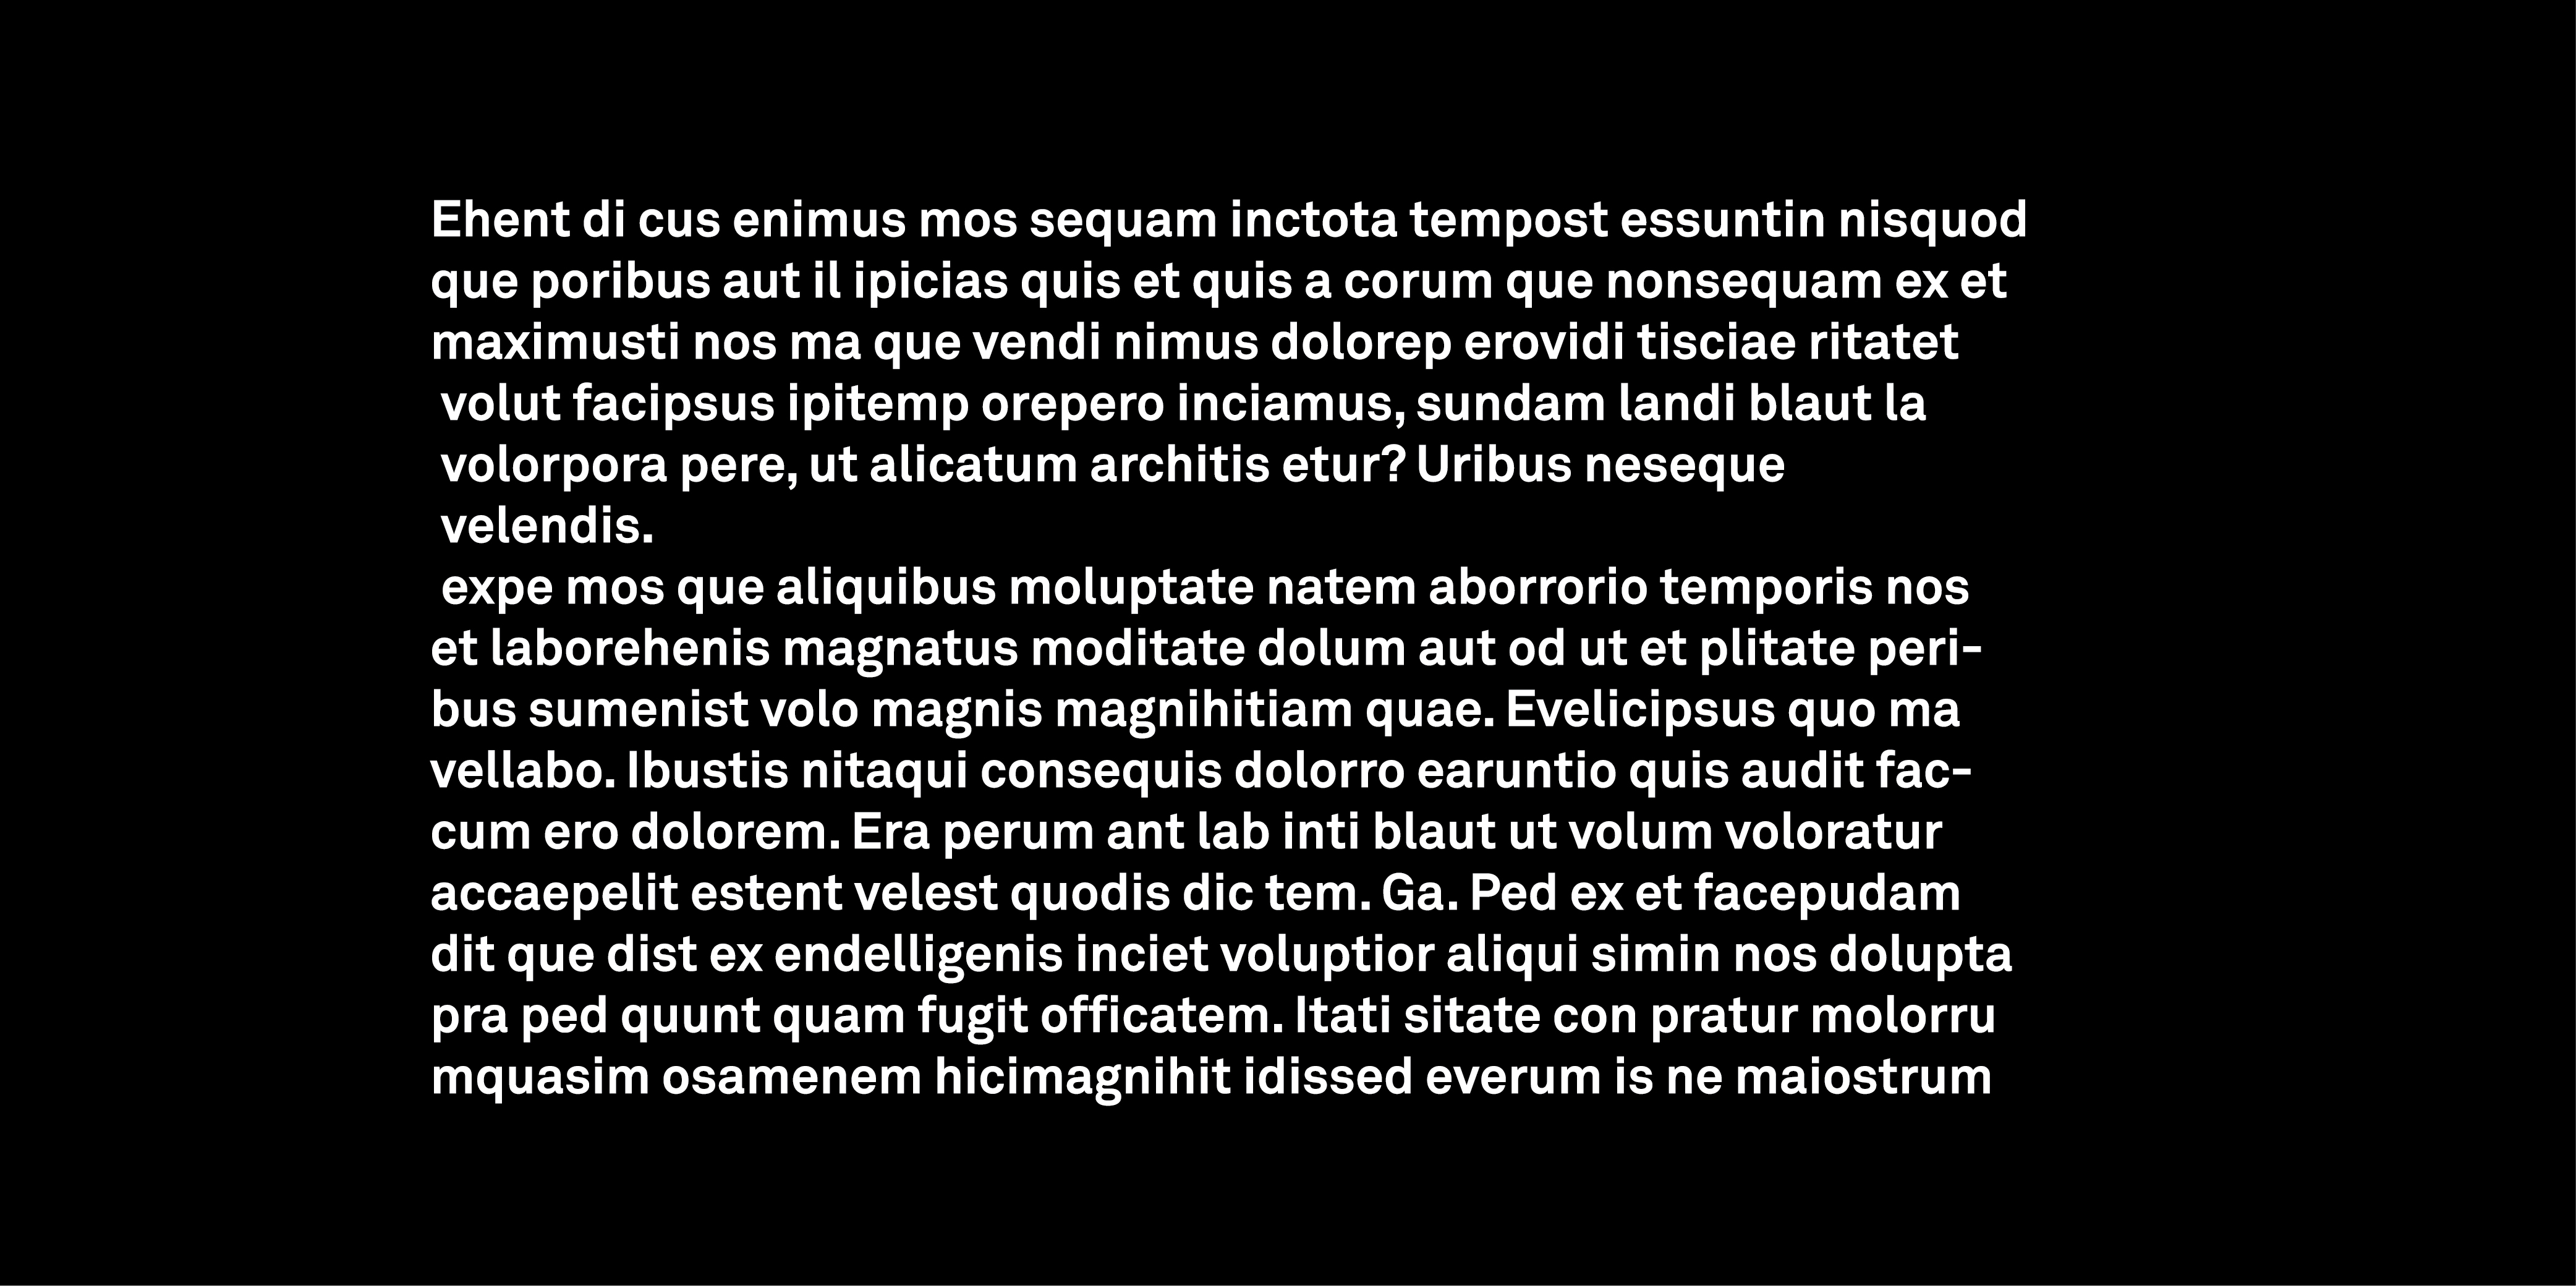 Ehent di cus enimus mos sequam inctota tempost essuntin nisquod
que poribus aut il ipicias quis et quis a corum que nonsequam ex et
maximusti nos ma que vendi nimus dolorep erovidi tisciae ritatet
volut facipsus ipitemp orepero inciamus, sundam landi blaut la
volorpora pere, ut alicatum architis etur? Uribus neseque
velendis.
expe mos que aliquibus moluptate natem aborrorio temporis nos
et laborehenis magnatus moditate dolum aut od ut et plitate peri-
bus sumenist volo magnis magnihitiam quae. Evelicipsus quo ma
vellabo. Ibustis nitaqui consequis dolorro earuntio quis audit fac-
cum ero dolorem. Era perum ant lab inti blaut ut volum voloratur
accaepelit estent velest quodis dic tem. Ga. Ped ex et facepudam
dit que dist ex endelligenis inciet voluptior aliqui simin nos dolupta
pra ped quunt quam fugit officatem. Itati sitate con pratur molorru
mquasim osamenem hicimagnihit idissed everum is ne maiostrum